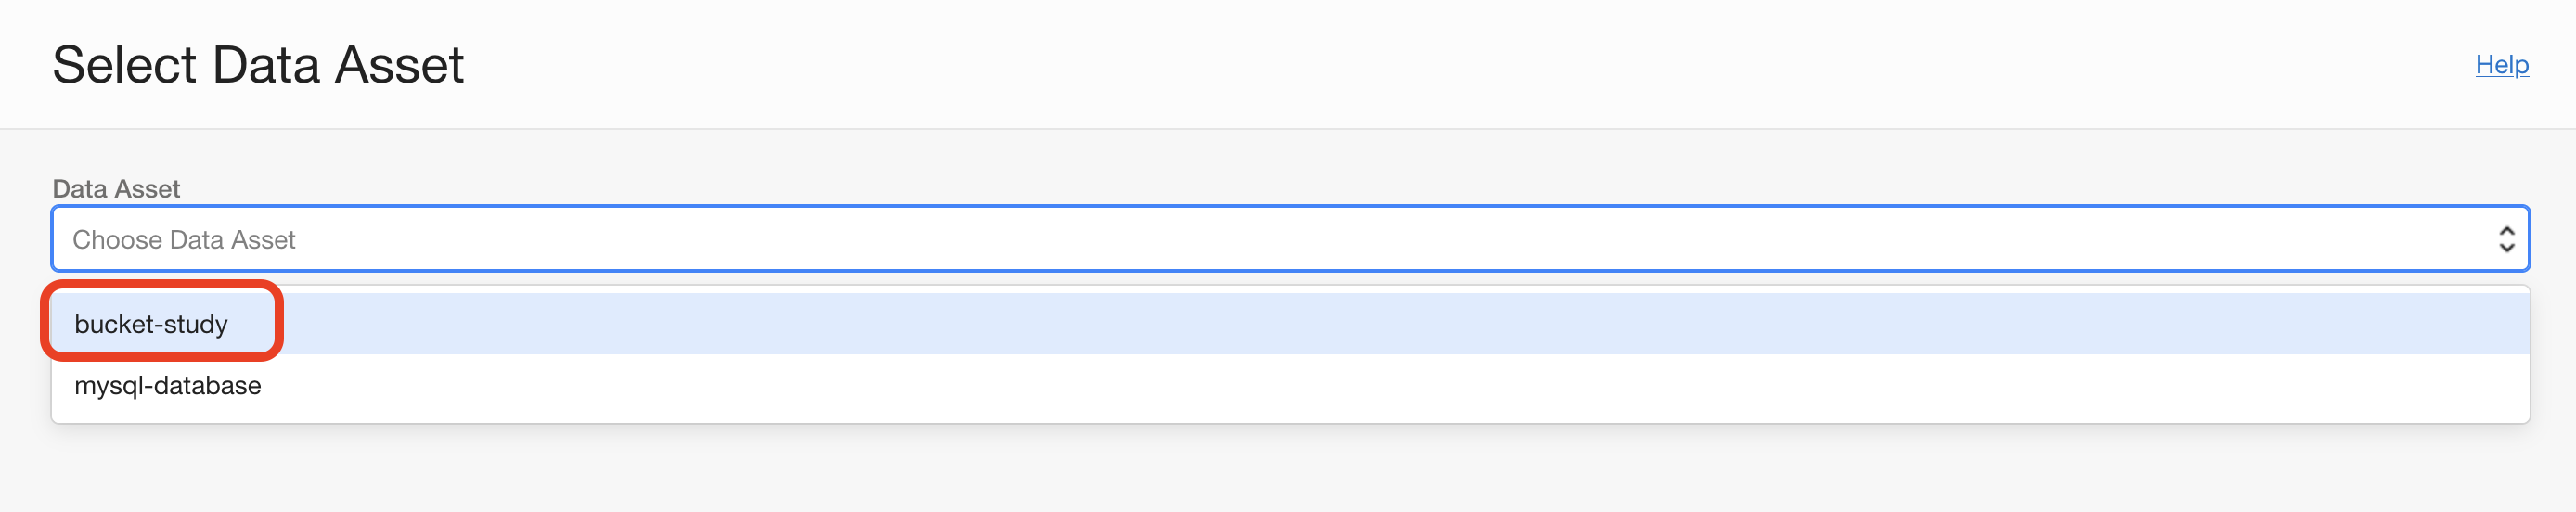 Select Data Asset
Help
Data Asset
Choose Data Asset
bucket-study
mysql-database